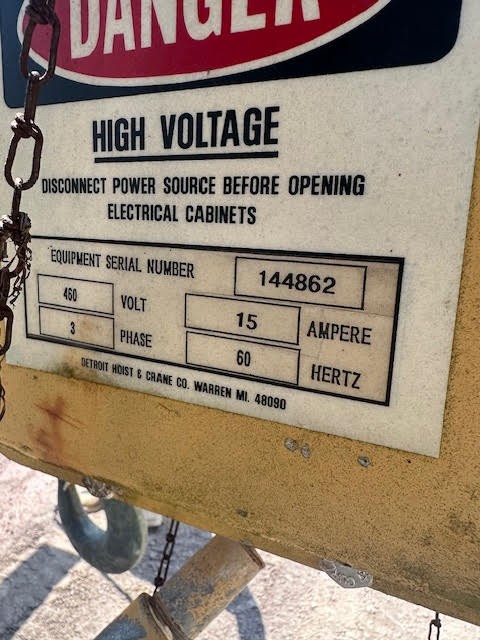 DANGER
HIGH VOLTAGE
DISCONNECT POWER SOURCE BEFORE OPENING
ELECTRICAL CABINETS
EQUIPMENT SERIAL NUMBER 144862
460 VOLT 15 AMPERE
3 PHASE 60 HERTZ
DETROIT HOIST & CRANE CO. WARREN MI. 48090